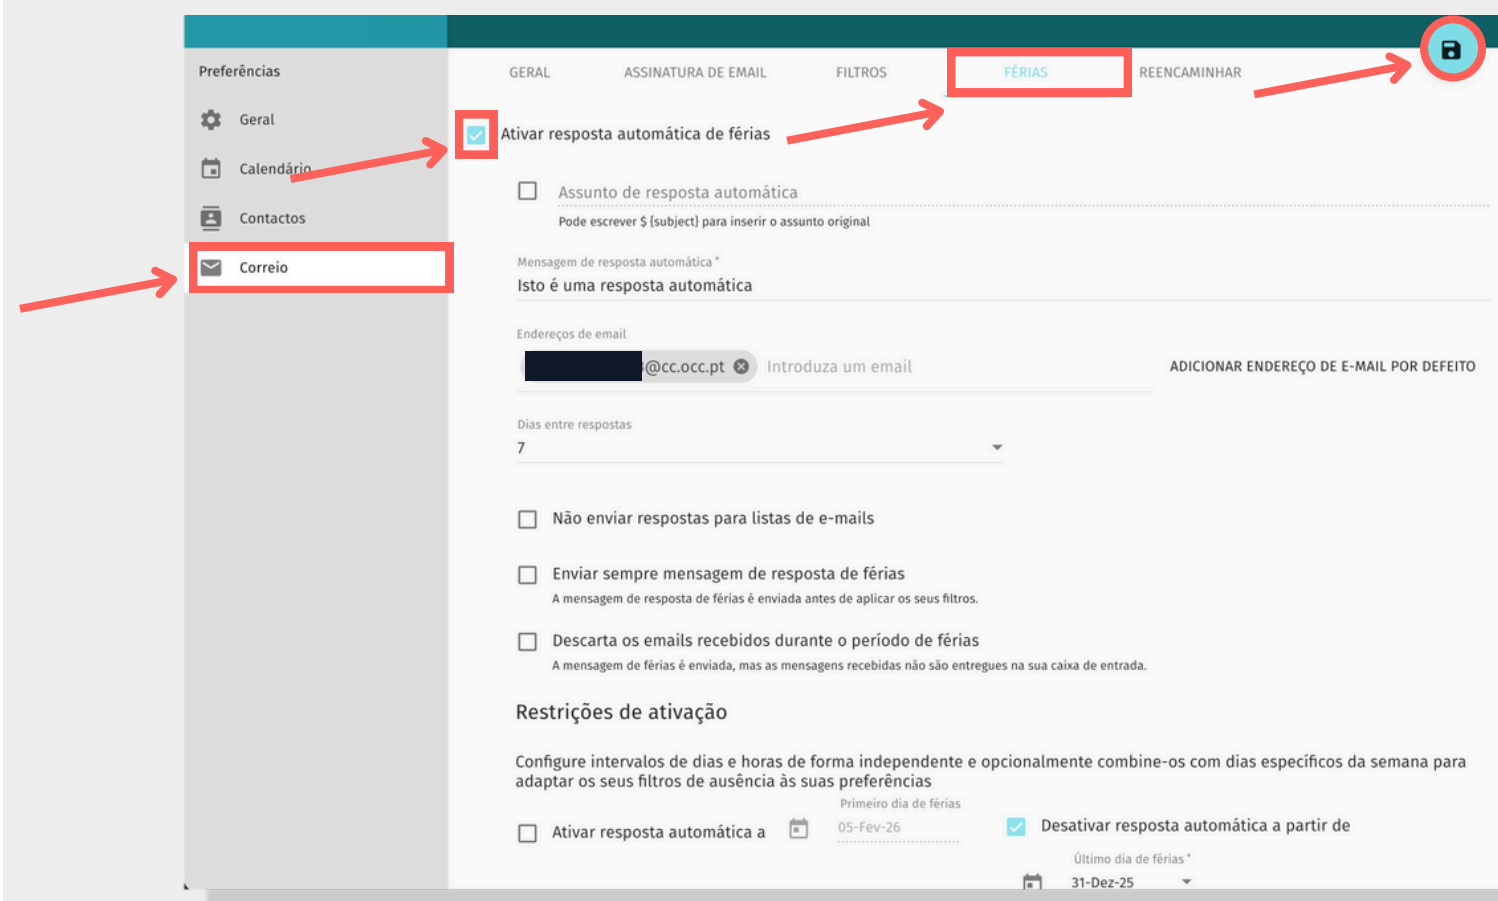 Preferências
GERAL
ASSINATURA DE EMAIL
FILTROS
FÉRIAS
REENCAMINHAR
Geral
Calendário
Contactos
Correio
Ativar resposta automática de férias
Assunto de resposta automática
Pode escrever $ {subject} para inserir o assunto original
Mensagem de resposta automática *
Isto é uma resposta automática
Endereços de email
@cc.occ.pt
Introduza um email
ADICIONAR ENDEREÇO DE E-MAIL POR DEFEITO
Dias entre respostas
7
Não enviar respostas para listas de e-mails
Enviar sempre mensagem de resposta de férias
A mensagem de resposta de férias é enviada antes de aplicar os seus filtros.
Descarta os emails recebidos durante o período de férias
A mensagem de férias é enviada, mas as mensagens recebidas não são entregues na sua caixa de entrada.
Restrições de ativação
Configure intervalos de dias e horas de forma independente e opcionalmente combine-os com dias específicos da semana para
adaptar os seus filtros de ausência às suas preferências
Ativar resposta automática a
Primeiro dia de férias
05-Fev-26
Desativar resposta automática a partir de
Último dia de férias *
31-Dez-25